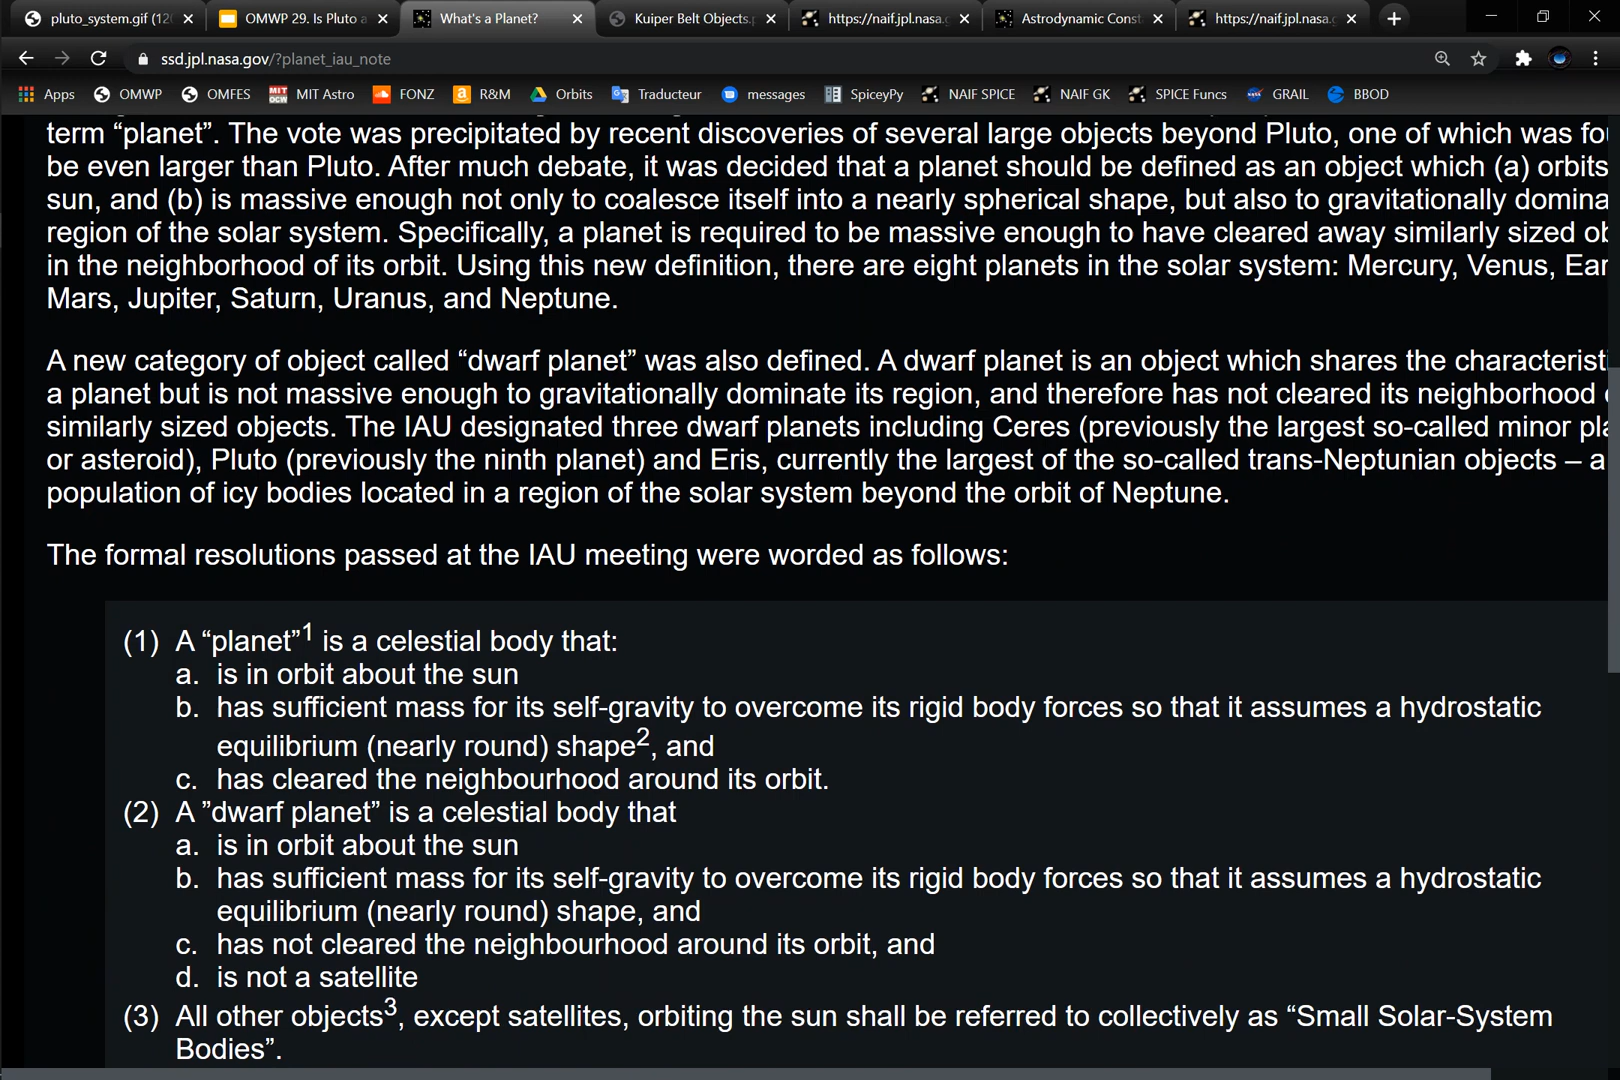 pluto_system.gif (12
OMWP 29. Is Pluto a
What's a Planet?
Kuiper Belt Objects.p
https://naif.jpl.nasa.g
Astrodynamic Const
https://naif.jpl.nasa.g
ssd.jpl.nasa.gov/?planet_iau_note
Apps OMWP OMFES MIT OCW MIT Astro FONZ R&M Orbits Traducteur messages SpiceyPy NAIF SPICE NAIF GK SPICE Funcs GRAIL BBOD
term “planet”. The vote was precipitated by recent discoveries of several large objects beyond Pluto, one of which was fou
be even larger than Pluto. After much debate, it was decided that a planet should be defined as an object which (a) orbits
sun, and (b) is massive enough not only to coalesce itself into a nearly spherical shape, but also to gravitationally domina
region of the solar system. Specifically, a planet is required to be massive enough to have cleared away similarly sized ob
in the neighborhood of its orbit. Using this new definition, there are eight planets in the solar system: Mercury, Venus, Ear
Mars, Jupiter, Saturn, Uranus, and Neptune.
A new category of object called “dwarf planet” was also defined. A dwarf planet is an object which shares the characteristi
a planet but is not massive enough to gravitationally dominate its region, and therefore has not cleared its neighborhood o
similarly sized objects. The IAU designated three dwarf planets including Ceres (previously the largest so-called minor pla
or asteroid), Pluto (previously the ninth planet) and Eris, currently the largest of the so-called trans-Neptunian objects – a
population of icy bodies located in a region of the solar system beyond the orbit of Neptune.
The formal resolutions passed at the IAU meeting were worded as follows:
(1) A “planet”1 is a celestial body that:
a. is in orbit about the sun
b. has sufficient mass for its self-gravity to overcome its rigid body forces so that it assumes a hydrostatic
equilibrium (nearly round) shape2, and
c. has cleared the neighbourhood around its orbit.
(2) A ”dwarf planet” is a celestial body that
a. is in orbit about the sun
b. has sufficient mass for its self-gravity to overcome its rigid body forces so that it assumes a hydrostatic
equilibrium (nearly round) shape, and
c. has not cleared the neighbourhood around its orbit, and
d. is not a satellite
(3) All other objects3, except satellites, orbiting the sun shall be referred to collectively as “Small Solar-System
Bodies”.